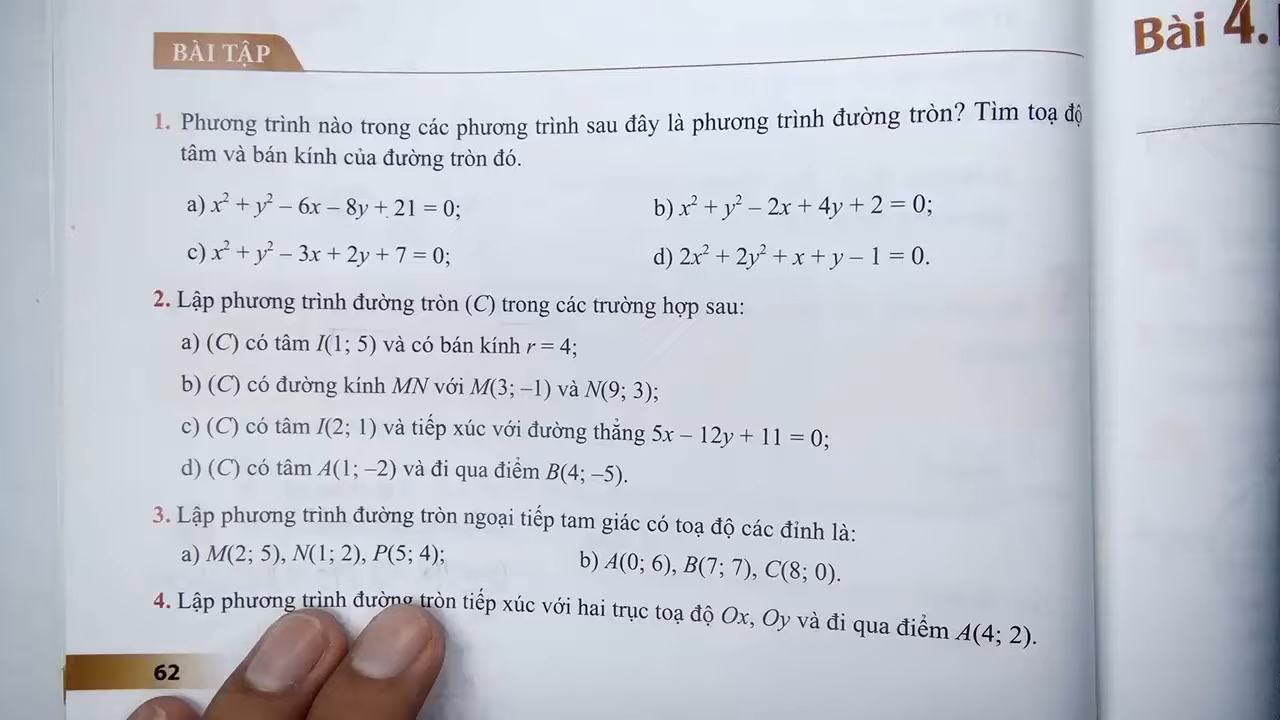 BÀI TẬP
Bài 4.
1. Phương trình nào trong các phương trình sau đây là phương trình đường tròn? Tìm toạ độ
tâm và bán kính của đường tròn đó.
a) x² + y² – 6x – 8y + 21 = 0;
b) x² + y² – 2x + 4y + 2 = 0;
c) x² + y² – 3x + 2y + 7 = 0;
d) 2x² + 2y² + x + y – 1 = 0.
2. Lập phương trình đường tròn (C) trong các trường hợp sau:
a) (C) có tâm I(1; 5) và có bán kính r = 4;
b) (C) có đường kính MN với M(3; –1) và N(9; 3);
c) (C) có tâm I(2; 1) và tiếp xúc với đường thẳng 5x – 12y + 11 = 0;
d) (C) có tâm A(1; –2) và đi qua điểm B(4; –5).
3. Lập phương trình đường tròn ngoại tiếp tam giác có toạ độ các đỉnh là:
a) M(2; 5), N(1; 2), P(5; 4);
b) A(0; 6), B(7; 7), C(8; 0).
4. Lập phương trình đường tròn tiếp xúc với hai trục toạ độ Ox, Oy và đi qua điểm A(4; 2).
62